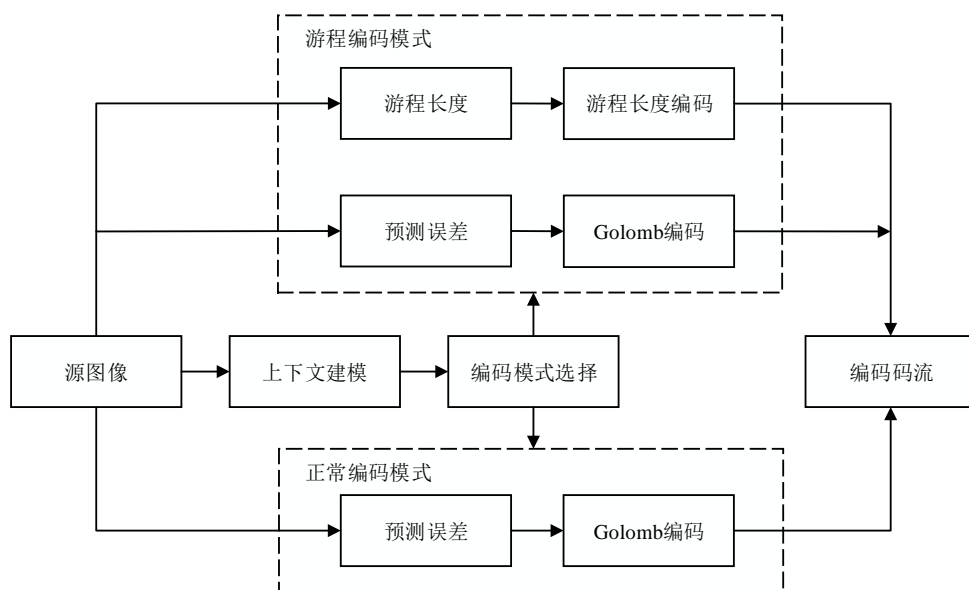 游程编码模式
游程长度
游程长度编码
预测误差
Golomb编码
源图像
上下文建模
编码模式选择
编码码流
正常编码模式
预测误差
Golomb编码